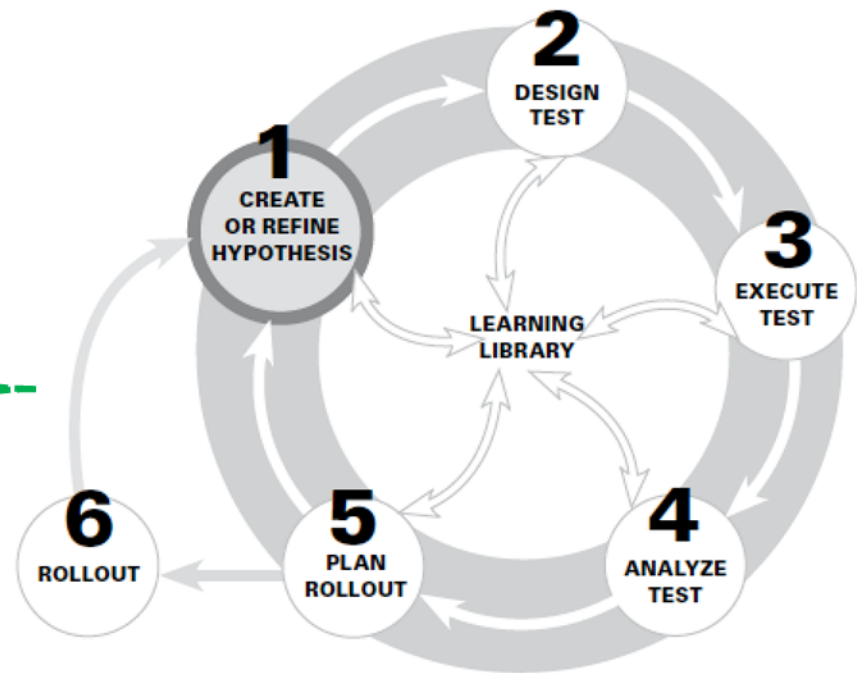 1
CREATE
OR REFINE
HYPOTHESIS
2
DESIGN
TEST
3
EXECUTE
TEST
LEARNING
LIBRARY
4
ANALYZE
TEST
5
PLAN
ROLLOUT
6
ROLLOUT